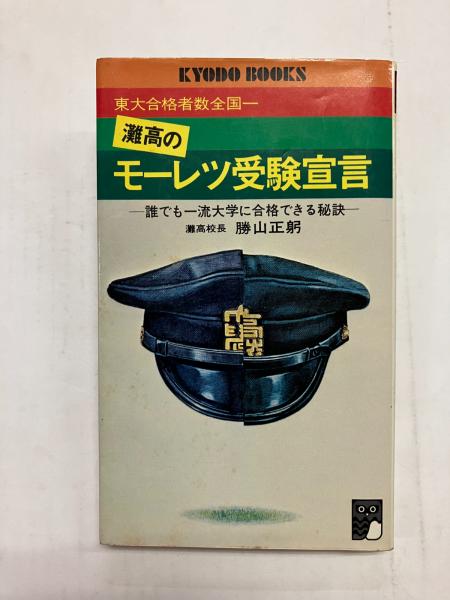 KYODO BOOKS
東大合格者数全国一
灘高の
モーレツ受験宣言
―誰でも一流大学に合格できる秘訣―
灘高校長 勝山正躬